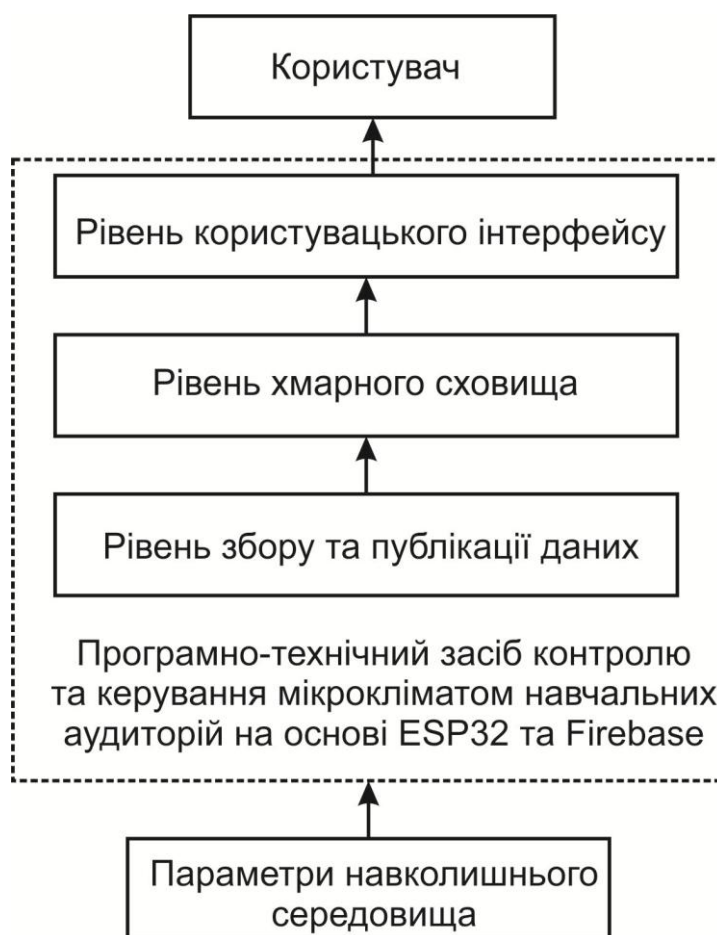 Користувач
Рівень користувацького інтерфейсу
Рівень хмарного сховища
Рівень збору та публікації даних
Програмно-технічний засіб контролю
та керування мікрокліматом навчальних
аудиторій на основі ESP32 та Firebase
Параметри навколишнього
середовища